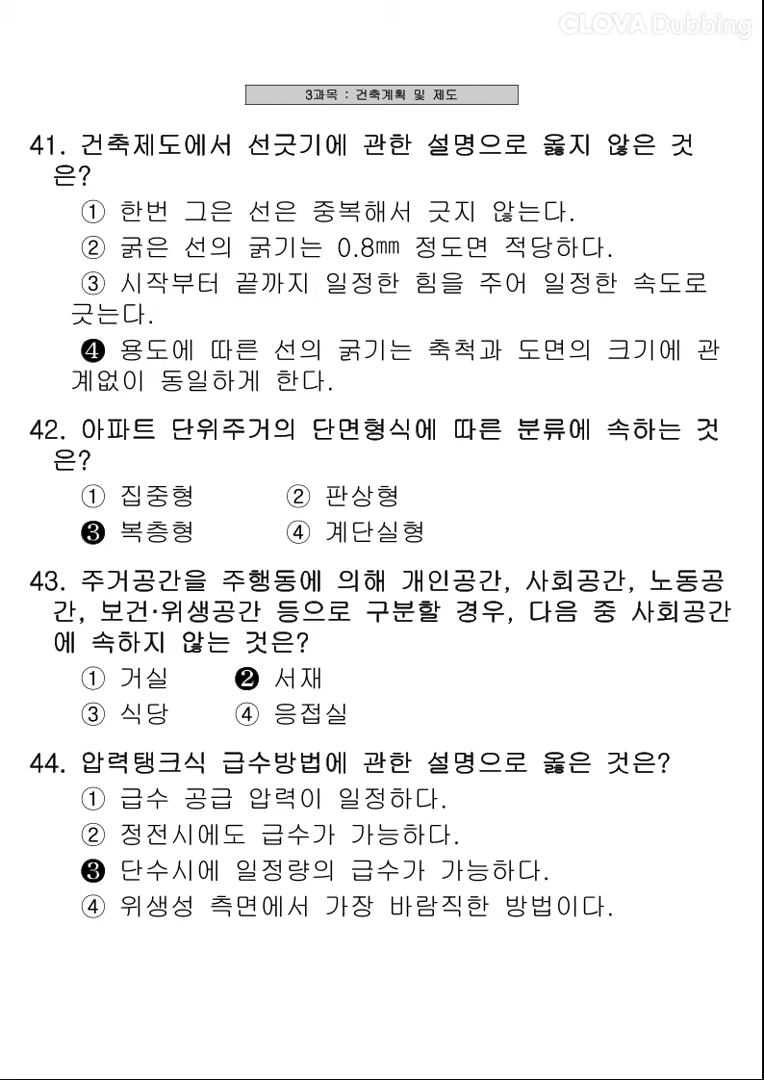 CLOVA Dubbing
3과목 : 건축계획 및 제도
41. 건축제도에서 선긋기에 관한 설명으로 옳지 않은 것
은?
① 한번 그은 선은 중복해서 긋지 않는다.
② 굵은 선의 굵기는 0.8㎜ 정도면 적당하다.
③ 시작부터 끝까지 일정한 힘을 주어 일정한 속도로
긋는다.
❹ 용도에 따른 선의 굵기는 축척과 도면의 크기에 관
계없이 동일하게 한다.
42. 아파트 단위주거의 단면형식에 따른 분류에 속하는 것
은?
① 집중형 ② 판상형
❸ 복층형 ④ 계단실형
43. 주거공간을 주행동에 의해 개인공간, 사회공간, 노동공
간, 보건·위생공간 등으로 구분할 경우, 다음 중 사회공간
에 속하지 않는 것은?
① 거실 ❷ 서재
③ 식당 ④ 응접실
44. 압력탱크식 급수방법에 관한 설명으로 옳은 것은?
① 급수 공급 압력이 일정하다.
② 정전시에도 급수가 가능하다.
❸ 단수시에 일정량의 급수가 가능하다.
④ 위생성 측면에서 가장 바람직한 방법이다.